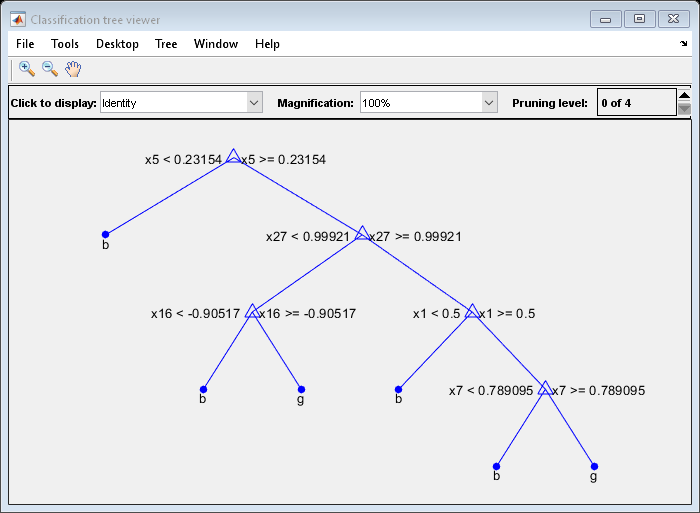 Classification tree viewer
File Tools Desktop Tree Window Help
Click to display: Identity Magnification: 100% Pruning level: 0 of 4
x5 < 0.23154 x5 >= 0.23154
b x27 < 0.99921 x27 >= 0.99921
x16 < -0.90517 x16 >= -0.90517 x1 < 0.5 x1 >= 0.5
b g b x7 < 0.789095 x7 >= 0.789095
b g